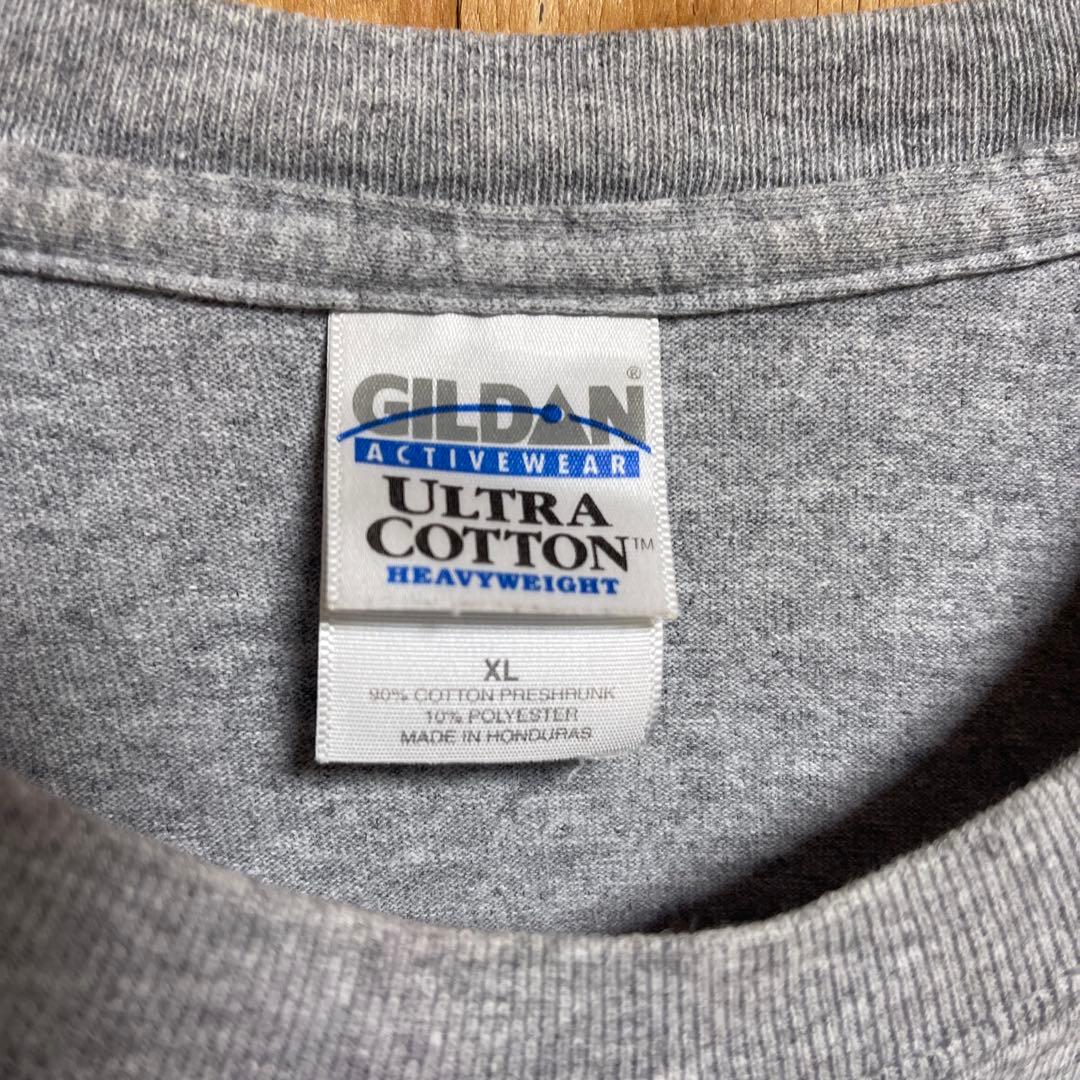 GILDAN®
ACTIVEWEAR
ULTRA
COTTON™
HEAVYWEIGHT
XL
90% COTTON PRESHRUNK
10% POLYESTER
MADE IN HONDURAS